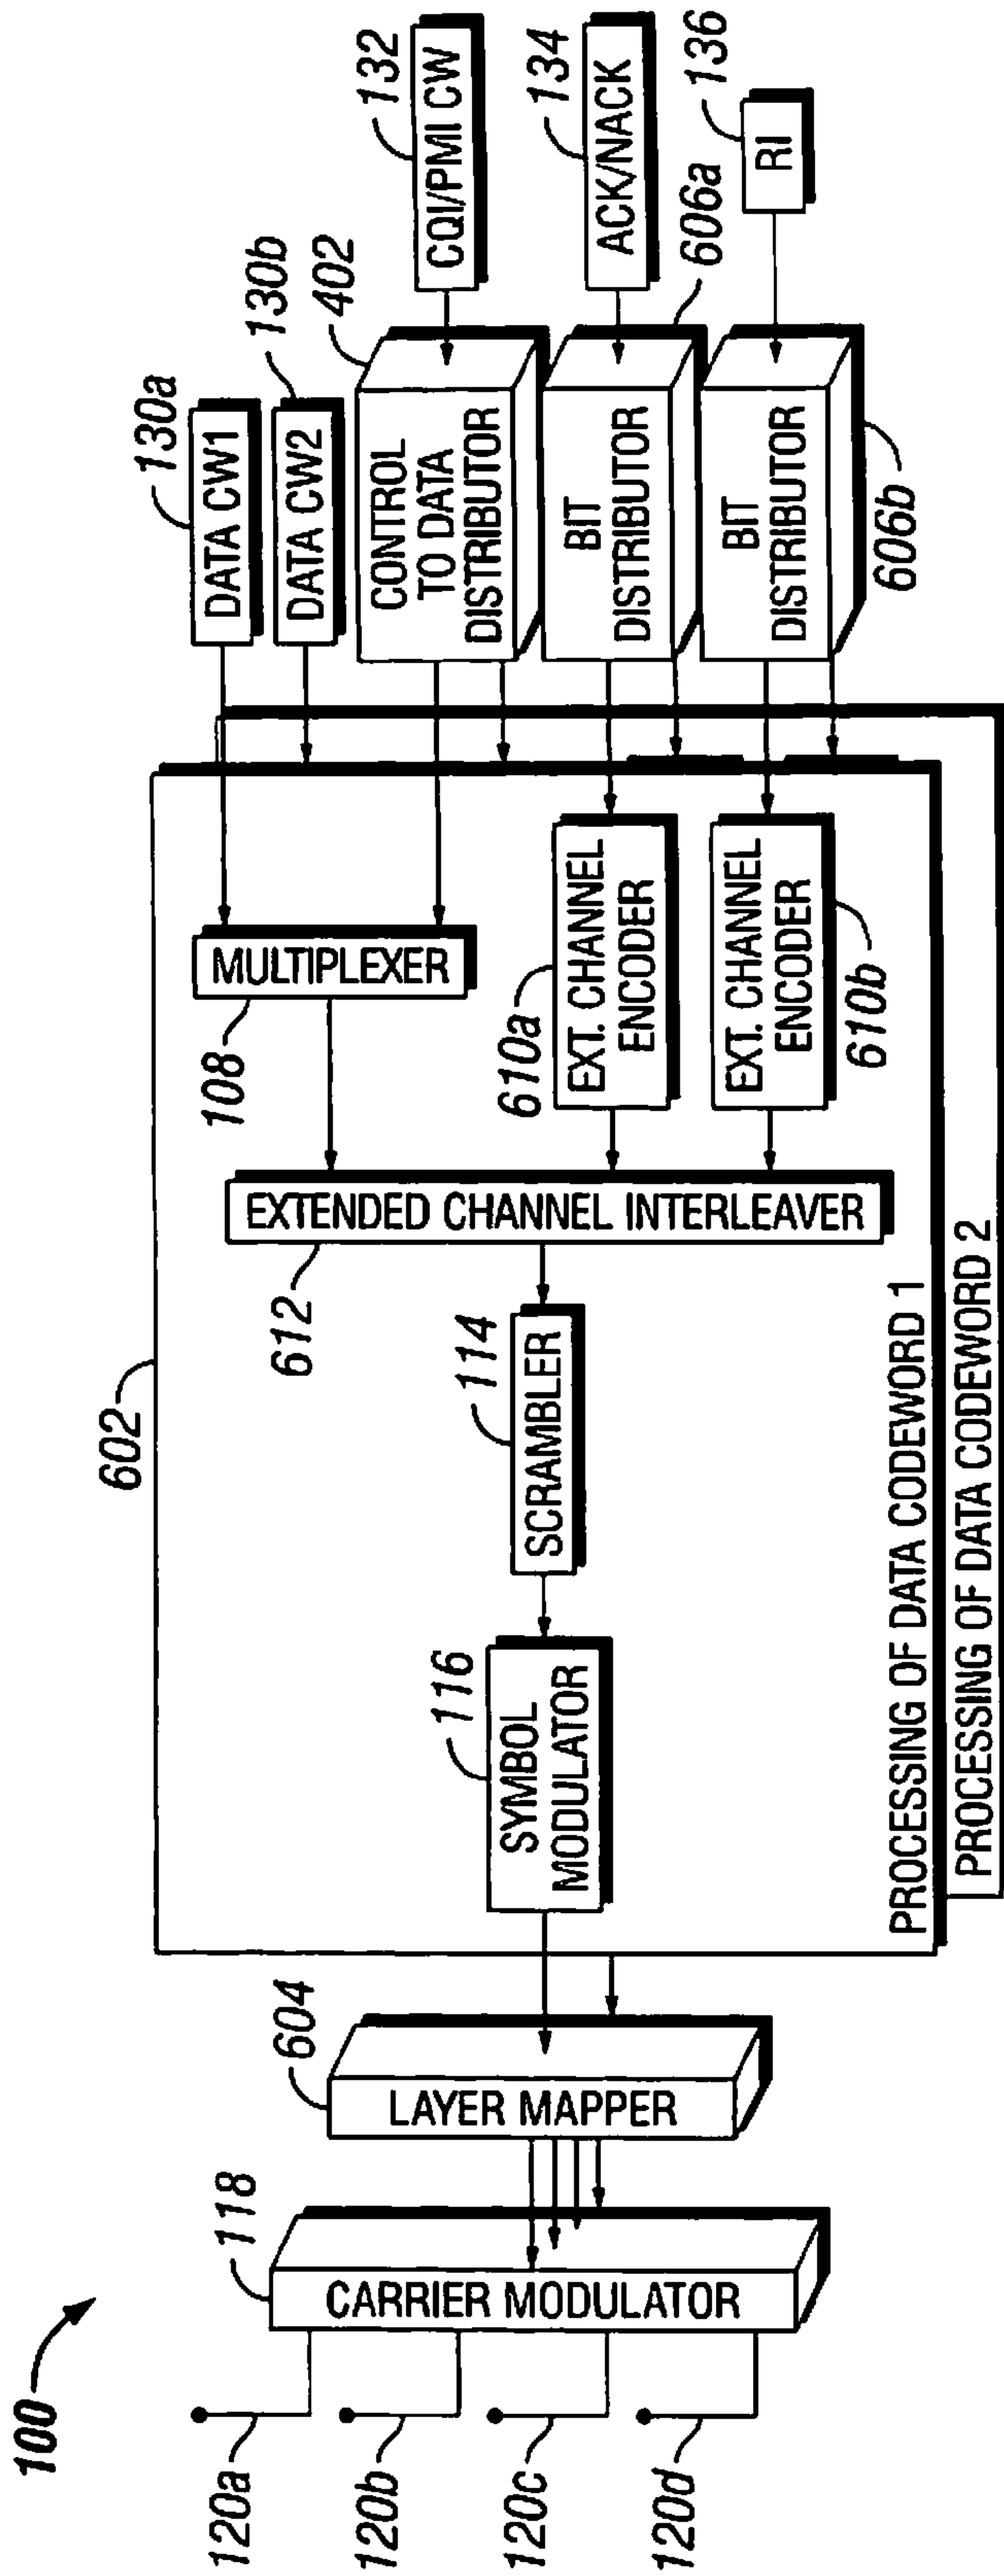 100
120a
120b
120c
120d
118
CARRIER MODULATOR
604
LAYER MAPPER
602
116
SYMBOL
MODULATOR
114
SCRAMBLER
612
EXTENDED CHANNEL INTERLEAVER
108
MULTIPLEXER
610a
EXT. CHANNEL
ENCODER
EXT. CHANNEL
ENCODER
610b
PROCESSING OF DATA CODEWORD 1
PROCESSING OF DATA CODEWORD 2
130a
DATA CW1
130b
DATA CW2
402
CONTROL
TO DATA
DISTRIBUTOR
BIT
DISTRIBUTOR
606a
BIT
DISTRIBUTOR
606b
132
CQI/PMI CW
134
ACK/NACK
136
RI